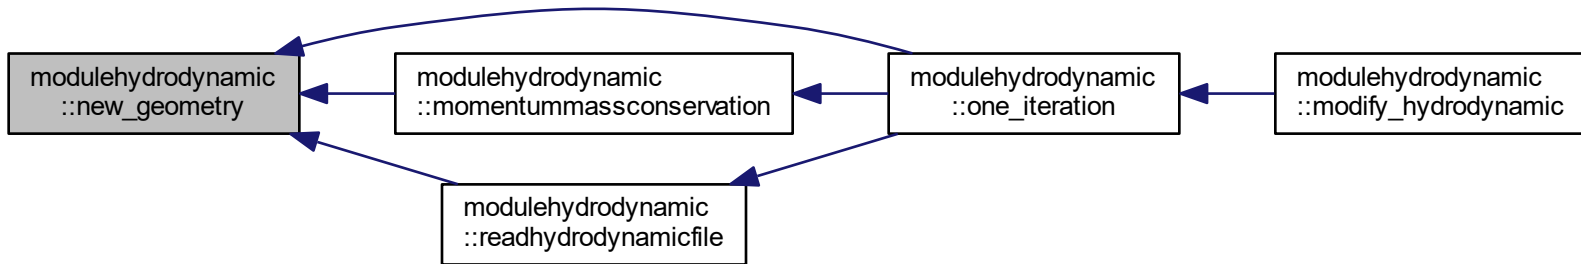 modulehydrodynamic
::new_geometry
modulehydrodynamic
::momentummassconservation
modulehydrodynamic
::readhydrodynamicfile
modulehydrodynamic
::one_iteration
modulehydrodynamic
::modify_hydrodynamic